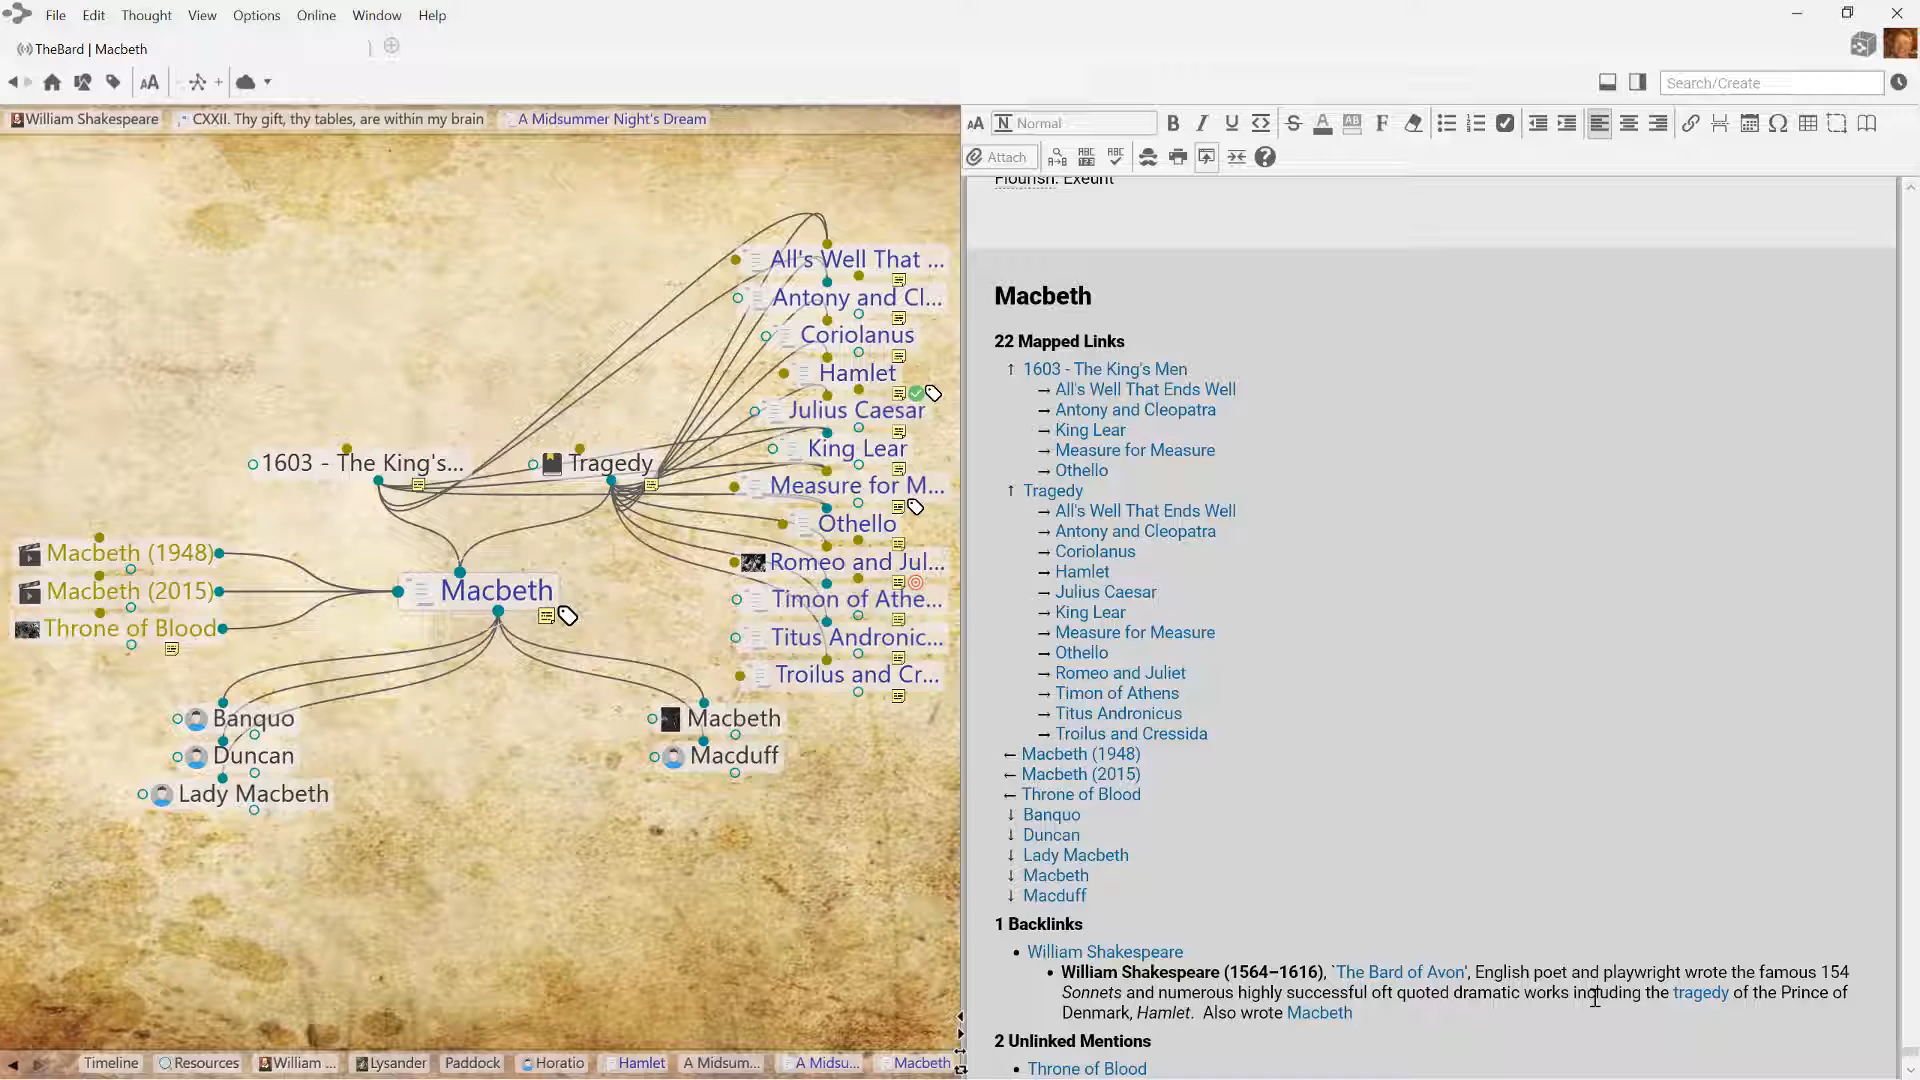 File Edit Thought View Options Online Window Help
TheBard | Macbeth
Search/Create
William Shakespeare CXXII. Thy gift, thy tables, are within my brain A Midsummer Night's Dream
All's Well That ...
Antony and Cl...
Coriolanus
Hamlet
Julius Caesar
King Lear
1603 - The King's...
Tragedy
Measure for M...
Othello
Romeo and Jul...
Timon of Athe...
Titus Andronic...
Troilus and Cr...
Macbeth (1948)
Macbeth (2015)
Throne of Blood
Macbeth
Banquo
Duncan
Lady Macbeth
Macbeth
Macduff
Timeline Resources William ... Lysander Paddock Horatio Hamlet A Midsum... A Midsu... Macbeth
Normal
Attach
Flourish. Exeunt
Macbeth
22 Mapped Links
↑ 1603 - The King's Men
→ All's Well That Ends Well
→ Antony and Cleopatra
→ King Lear
→ Measure for Measure
→ Othello
↑ Tragedy
→ All's Well That Ends Well
→ Antony and Cleopatra
→ Coriolanus
→ Hamlet
→ Julius Caesar
→ King Lear
→ Measure for Measure
→ Othello
→ Romeo and Juliet
→ Timon of Athens
→ Titus Andronicus
→ Troilus and Cressida
← Macbeth (1948)
← Macbeth (2015)
← Throne of Blood
↓ Banquo
↓ Duncan
↓ Lady Macbeth
↓ Macbeth
↓ Macduff
1 Backlinks
• William Shakespeare
• William Shakespeare (1564–1616), `The Bard of Avon', English poet and playwright wrote the famous 154
Sonnets and numerous highly successful oft quoted dramatic works including the tragedy of the Prince of
Denmark, Hamlet. Also wrote Macbeth
2 Unlinked Mentions
• Throne of Blood